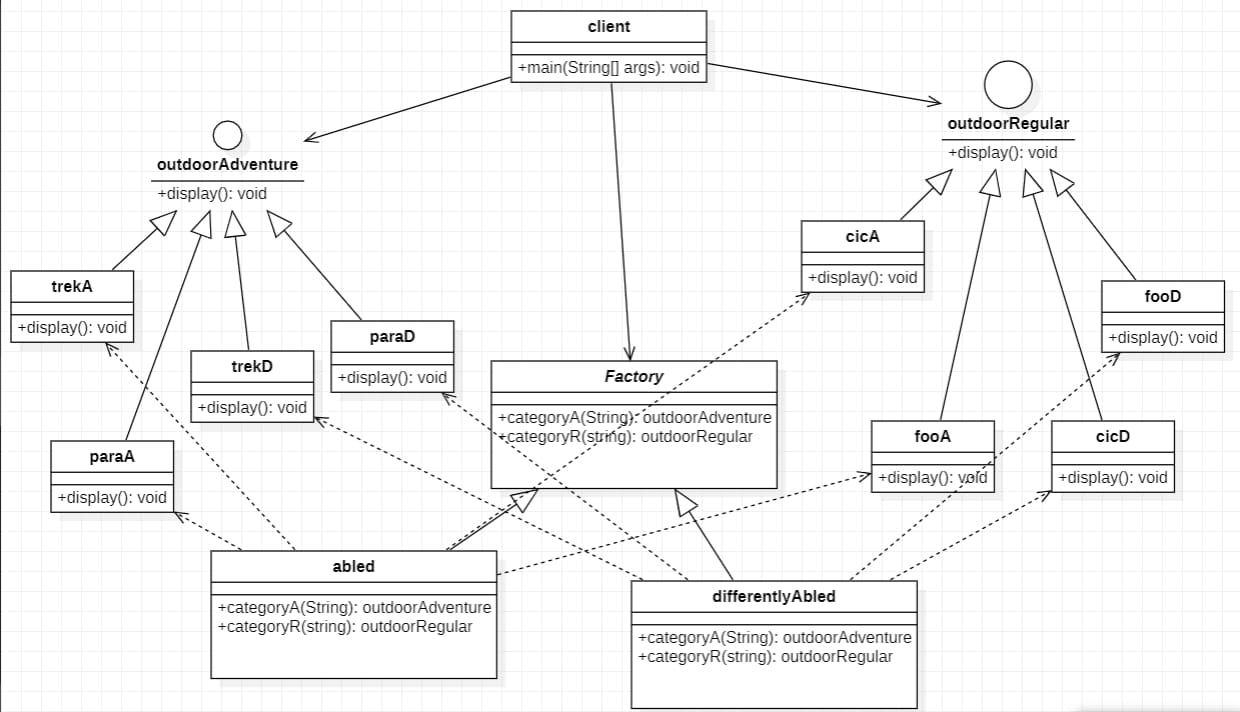 client
+main(String[] args): void
outdoorAdventure
+display(): void
outdoorRegular
+display(): void
trekA
+display(): void
paraA
+display(): void
trekD
+display(): void
paraD
+display(): void
Factory
+categoryA(String): outdoorAdventure
+categoryR(string): outdoorRegular
cicA
+display(): void
fooA
+display(): void
cicD
+display(): void
fooD
+display(): void
abled
+categoryA(String): outdoorAdventure
+categoryR(string): outdoorRegular
differentlyAbled
+categoryA(String): outdoorAdventure
+categoryR(string): outdoorRegular